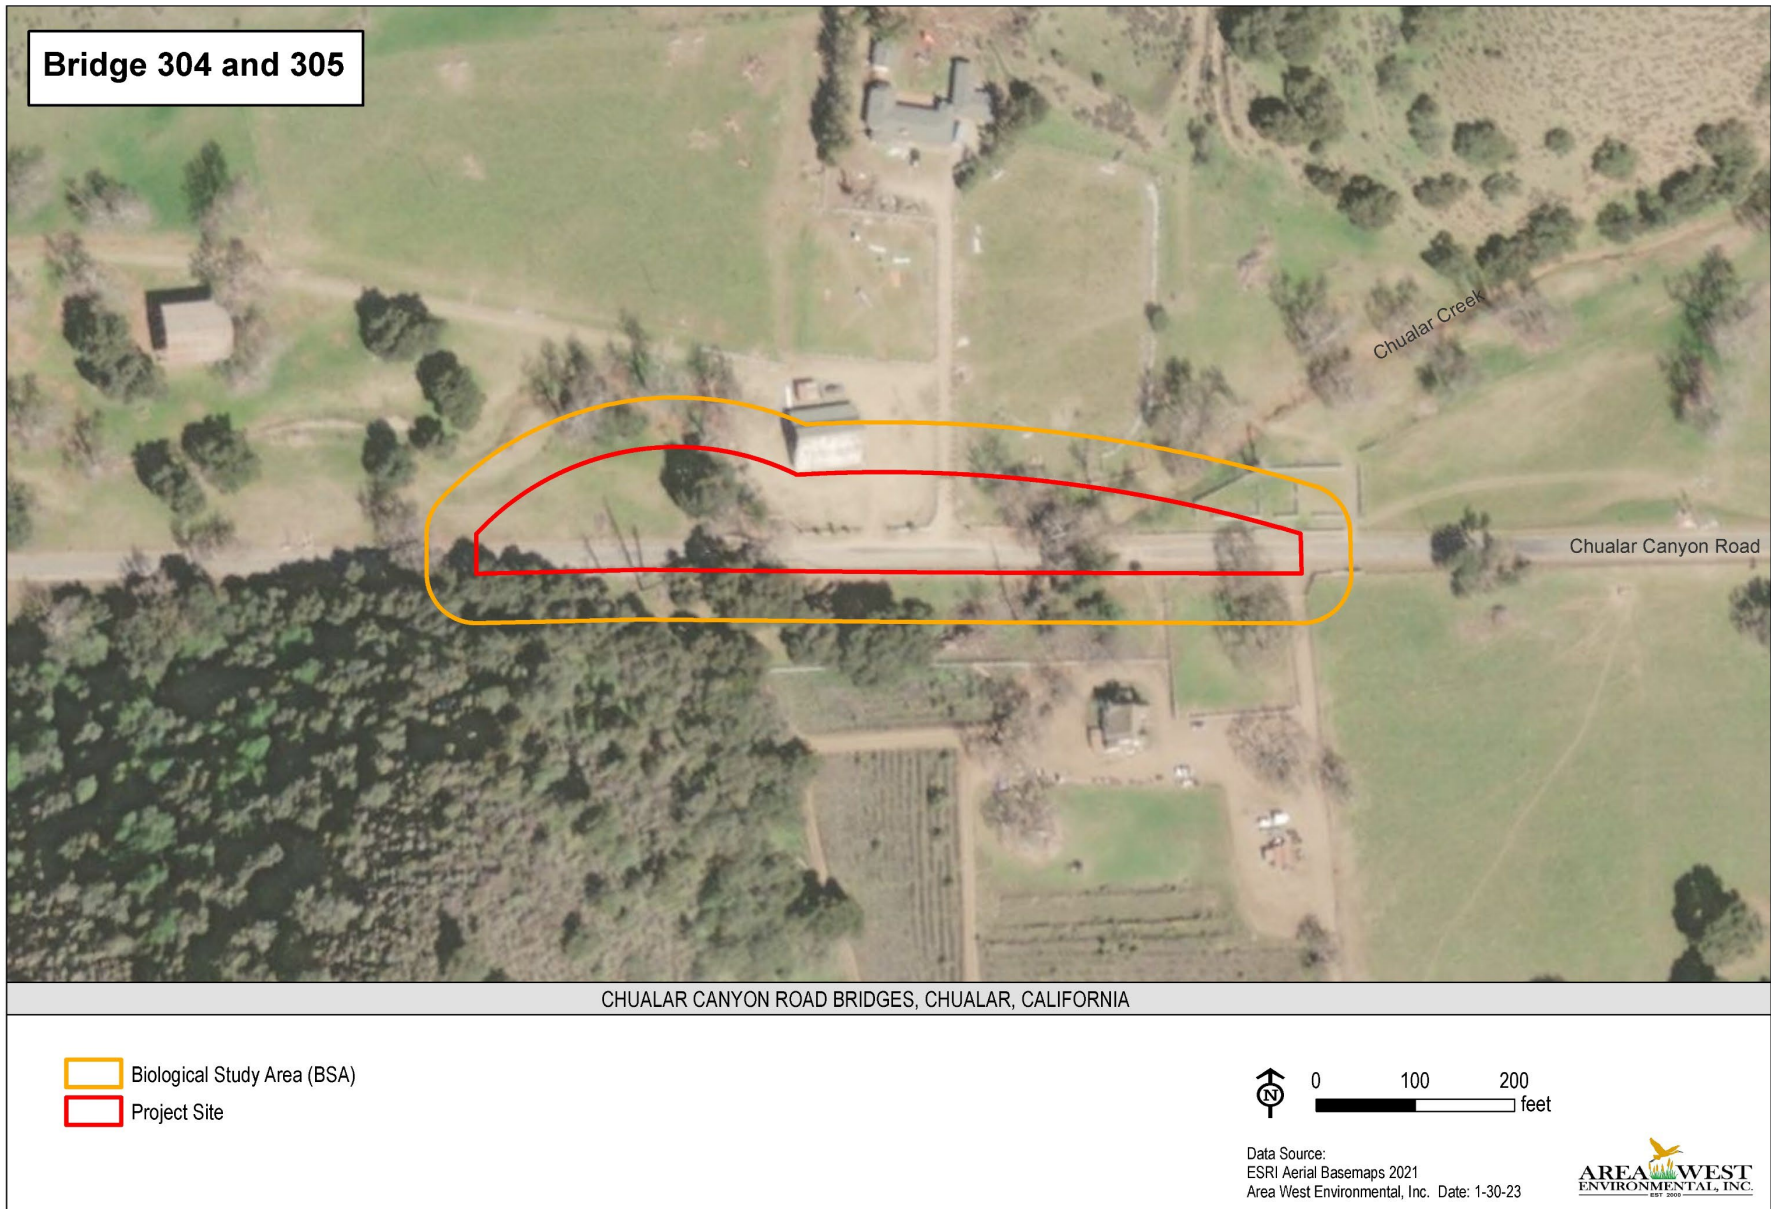 Bridge 304 and 305
Chualar Creek
Chualar Canyon Road
CHUALAR CANYON ROAD BRIDGES, CHUALAR, CALIFORNIA
Biological Study Area (BSA)
Project Site
N
0 100 200
feet
Data Source:
ESRI Aerial Basemaps 2021
Area West Environmental, Inc. Date: 1-30-23
AREA WEST
ENVIRONMENTAL, INC.
EST 2008